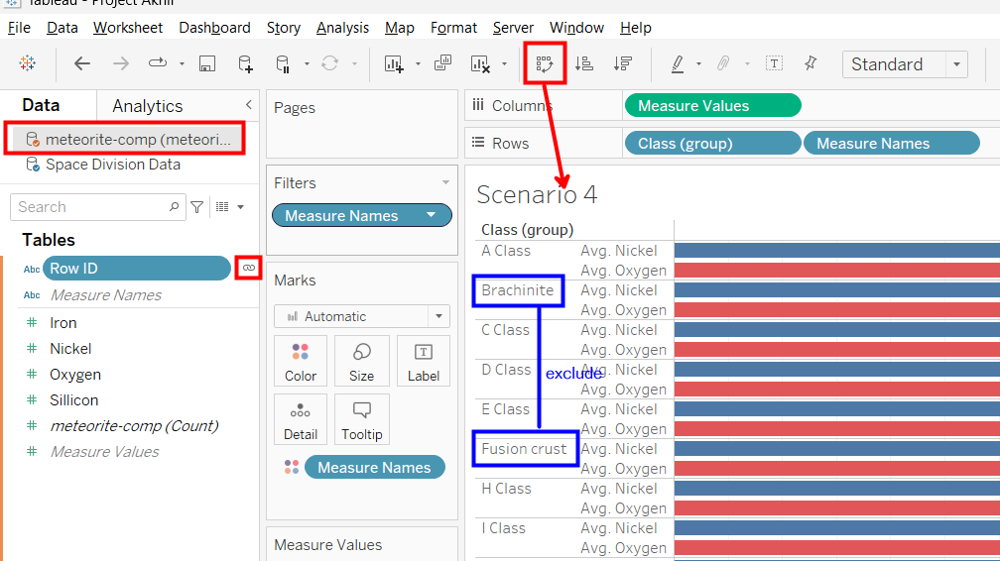 Tableau - Project Akhil
File Data Worksheet Dashboard Story Analysis Map Format Server Window Help
Standard
Data Analytics
meteorite-comp (meteori...
Space Division Data
Search
Tables
Abc Row ID
Abc Measure Names
# Iron
# Nickel
# Oxygen
# Sillicon
# meteorite-comp (Count)
# Measure Values
Pages
Filters
Measure Names
Marks
Automatic
Color Size Label
Detail Tooltip
Measure Names
Measure Values
Columns Measure Values
Rows Class (group) Measure Names
Scenario 4
Class (group)
A Class Avg. Nickel
Avg. Oxygen
Brachinite Avg. Nickel
Avg. Oxygen
C Class Avg. Nickel
Avg. Oxygen
D Class Avg. Nickel
exclude
Avg. Oxygen
E Class Avg. Nickel
Avg. Oxygen
Fusion crust Avg. Nickel
Avg. Oxygen
H Class Avg. Nickel
Avg. Oxygen
I Class Avg. Nickel
Avg. Oxygen